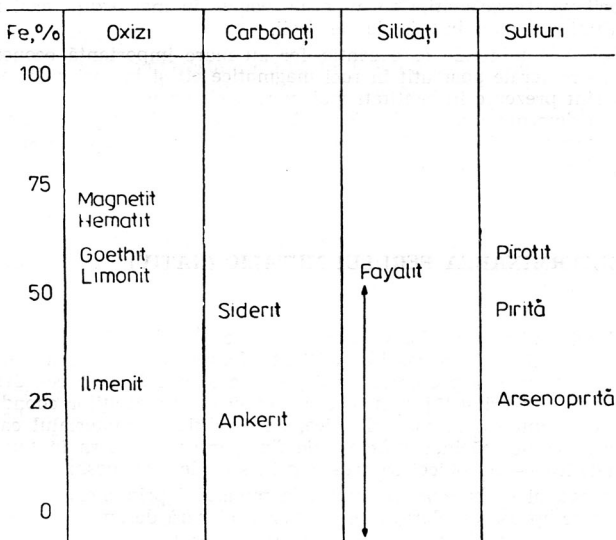 Fe,% Oxizi Carbonați Silicați Sulfuri
100
75
Magnetit
Hematit
Goethit Pirotit
Limonit Fayalit
50
Siderit Pirită
Ilmenit
25 Arsenopirită
Ankerit
0